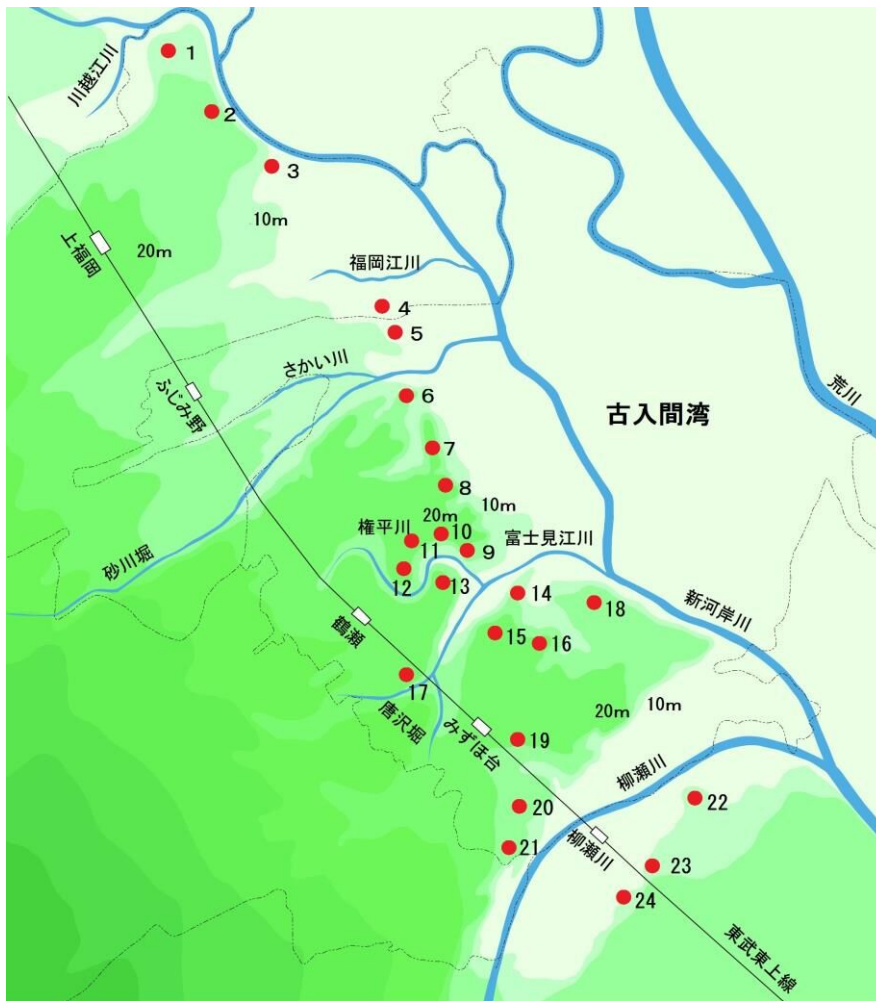 1
川越江川
2
3
10m
20m
上福岡
福岡江川
4
5
さかい川
ふじみ野
6
古入間湾
荒川
7
8
10m
20m
権平川
10
11
9
富士見江川
砂川堀
12
13
14
18
新河岸川
鶴瀬
15
16
17
唐沢堀
みずほ台
20m
10m
19
柳瀬川
20
22
21
柳瀬川
23
24
東武東上線